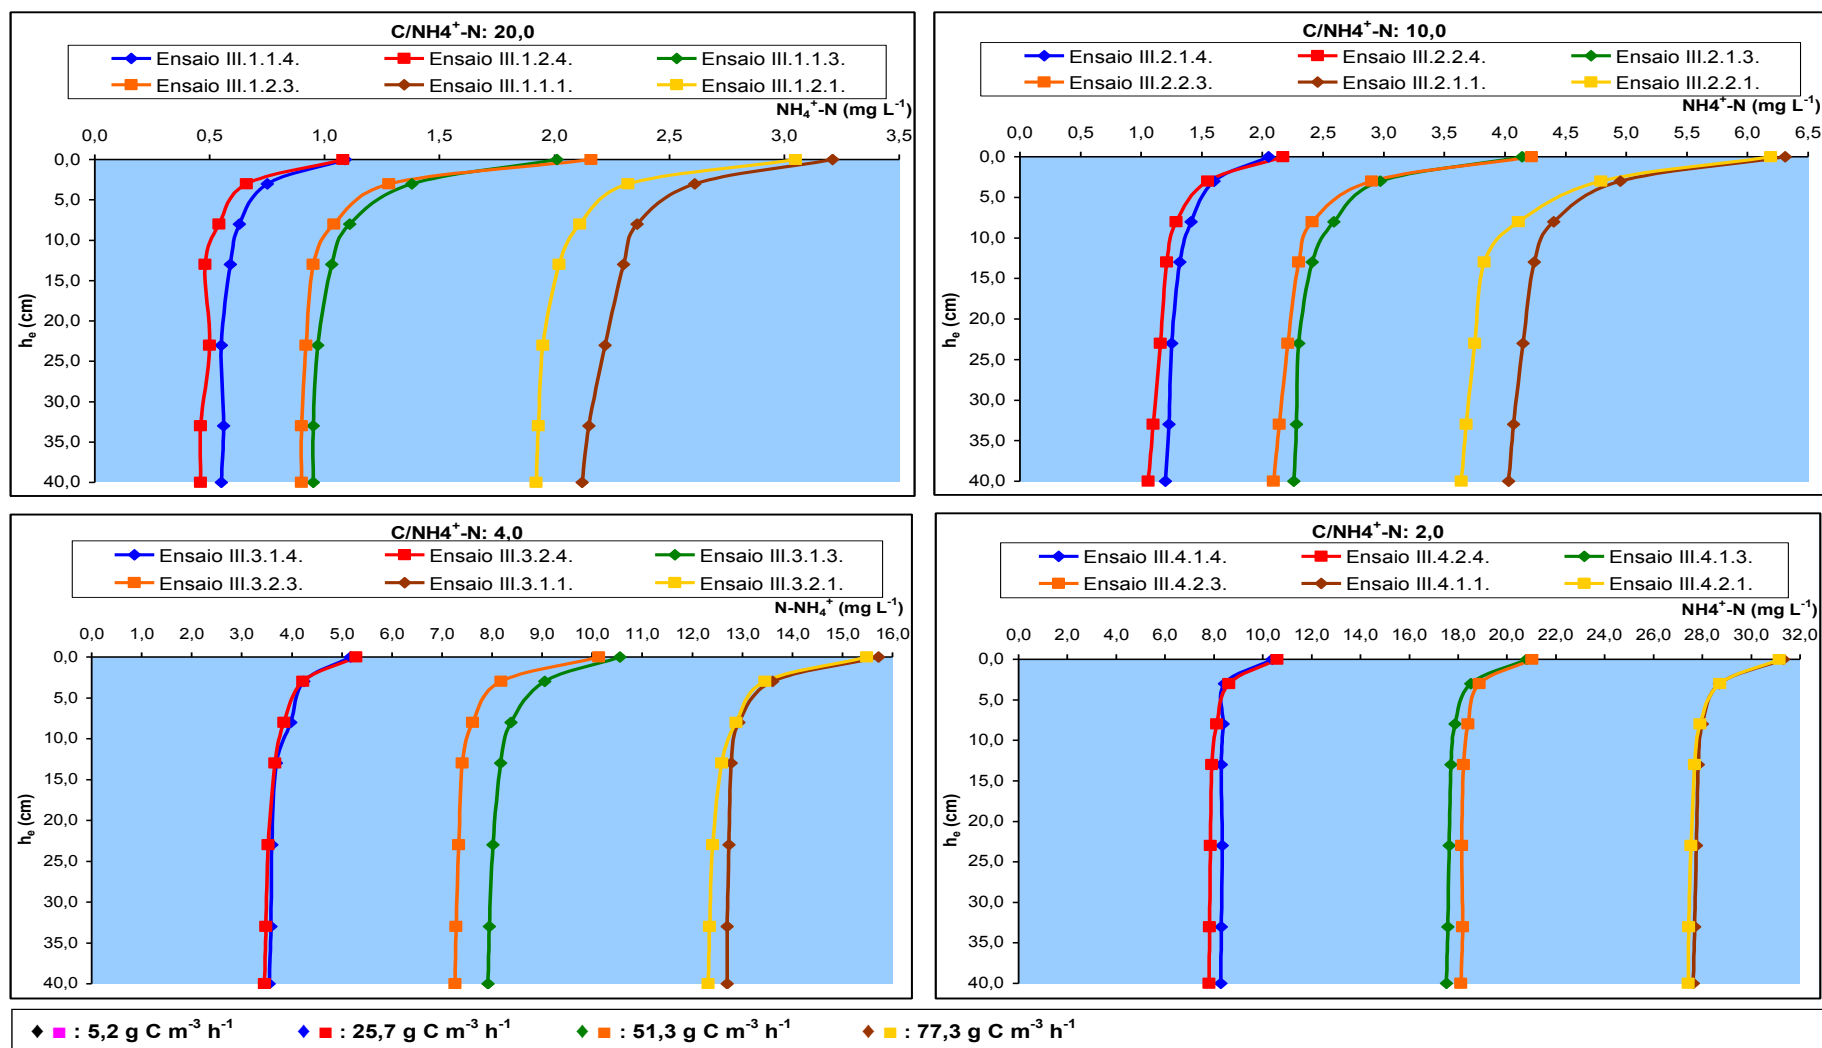 C/NH4⁺-N: 20,0
Ensaio III.1.1.4. Ensaio III.1.2.4. Ensaio III.1.1.3.
Ensaio III.1.2.3. Ensaio III.1.1.1. Ensaio III.1.2.1.
NH₄⁺-N (mg L⁻¹)
0,0 0,5 1,0 1,5 2,0 2,5 3,0 3,5
0,0
5,0
10,0
15,0
20,0
25,0
30,0
35,0
40,0
hₑ (cm)
C/NH4⁺-N: 10,0
Ensaio III.2.1.4. Ensaio III.2.2.4. Ensaio III.2.1.3.
Ensaio III.2.2.3. Ensaio III.2.1.1. Ensaio III.2.2.1.
NH4⁺-N (mg L⁻¹)
0,0 0,5 1,0 1,5 2,0 2,5 3,0 3,5 4,0 4,5 5,0 5,5 6,0 6,5
0,0
5,0
10,0
15,0
20,0
25,0
30,0
35,0
40,0
hₑ (cm)
C/NH4⁺-N: 4,0
Ensaio III.3.1.4. Ensaio III.3.2.4. Ensaio III.3.1.3.
Ensaio III.3.2.3. Ensaio III.3.1.1. Ensaio III.3.2.1.
N-NH₄⁺ (mg L⁻¹)
0,0 1,0 2,0 3,0 4,0 5,0 6,0 7,0 8,0 9,0 10,0 11,0 12,0 13,0 14,0 15,0 16,0
0,0
5,0
10,0
15,0
20,0
25,0
30,0
35,0
40,0
hₑ (cm)
C/NH4⁺-N: 2,0
Ensaio III.4.1.4. Ensaio III.4.2.4. Ensaio III.4.1.3.
Ensaio III.4.2.3. Ensaio III.4.1.1. Ensaio III.4.2.1.
NH4⁺-N (mg L⁻¹)
0,0 2,0 4,0 6,0 8,0 10,0 12,0 14,0 16,0 18,0 20,0 22,0 24,0 26,0 28,0 30,0 32,0
0,0
5,0
10,0
15,0
20,0
25,0
30,0
35,0
40,0
hₑ (cm)
: 5,2 g C m⁻³ h⁻¹ : 25,7 g C m⁻³ h⁻¹ : 51,3 g C m⁻³ h⁻¹ : 77,3 g C m⁻³ h⁻¹